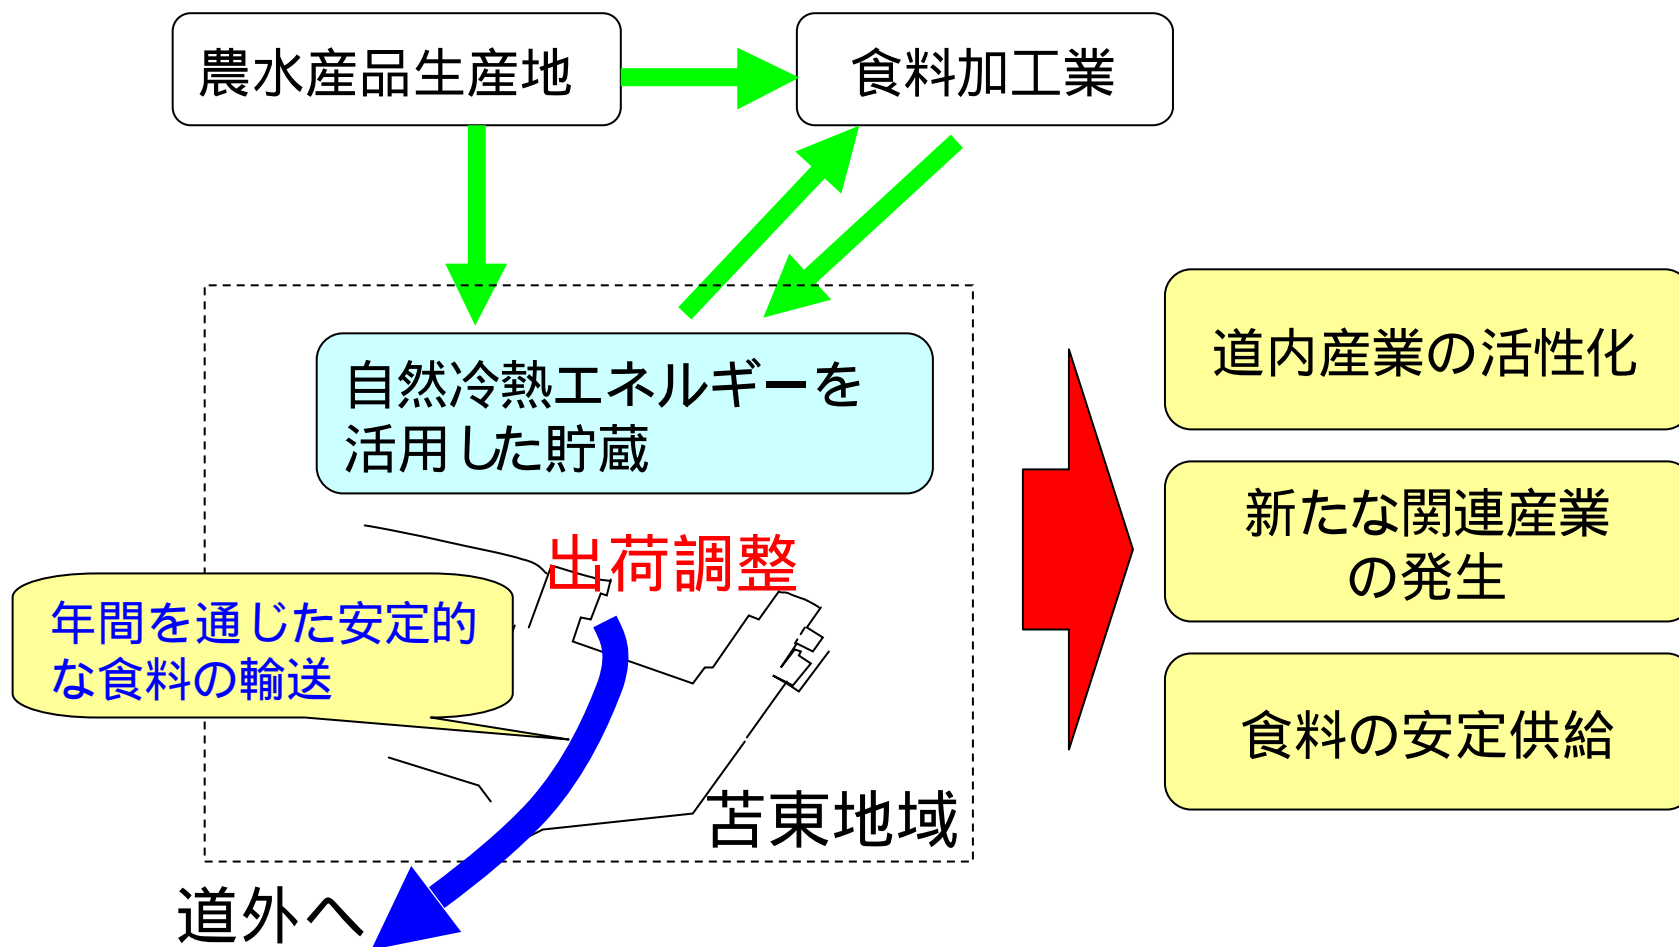 農水産品生産地
食料加工業
自然冷熱エネルギーを
活用した貯蔵
出荷調整
年間を通じた安定的
な食料の輸送
苫東地域
道外へ
道内産業の活性化
新たな関連産業
の発生
食料の安定供給